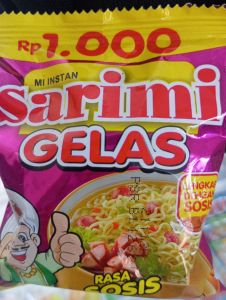 Rp 1.000
MI INSTAN
Sarimi
GELAS
RASA
SOSIS